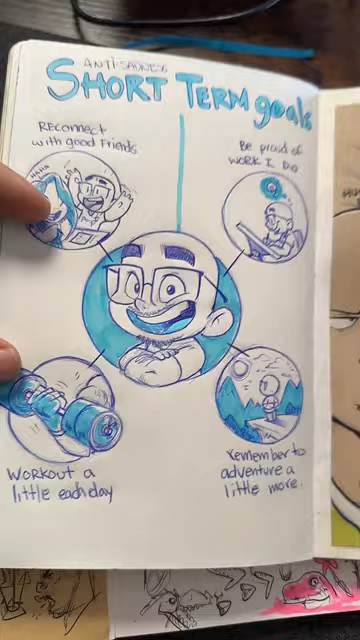 ANTI-SADNESS
SHORT TERM goals
REconnect
with good Friends
Be proud of
WORK I DO
HAHA
WORKOUT a
little each day
Remember to
adventure a
little more.